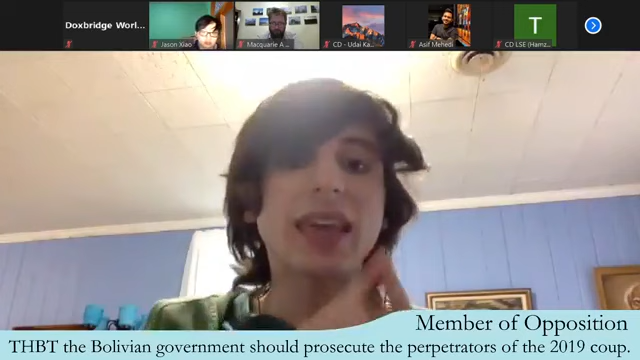 Doxbridge Worl...
Jason Xiao
Macquarie A...
CD - Udai Ka...
Asif Mehedi
T
CD LSE (Hamz...
Member of Opposition
THBT the Bolivian government should prosecute the perpetrators of the 2019 coup.